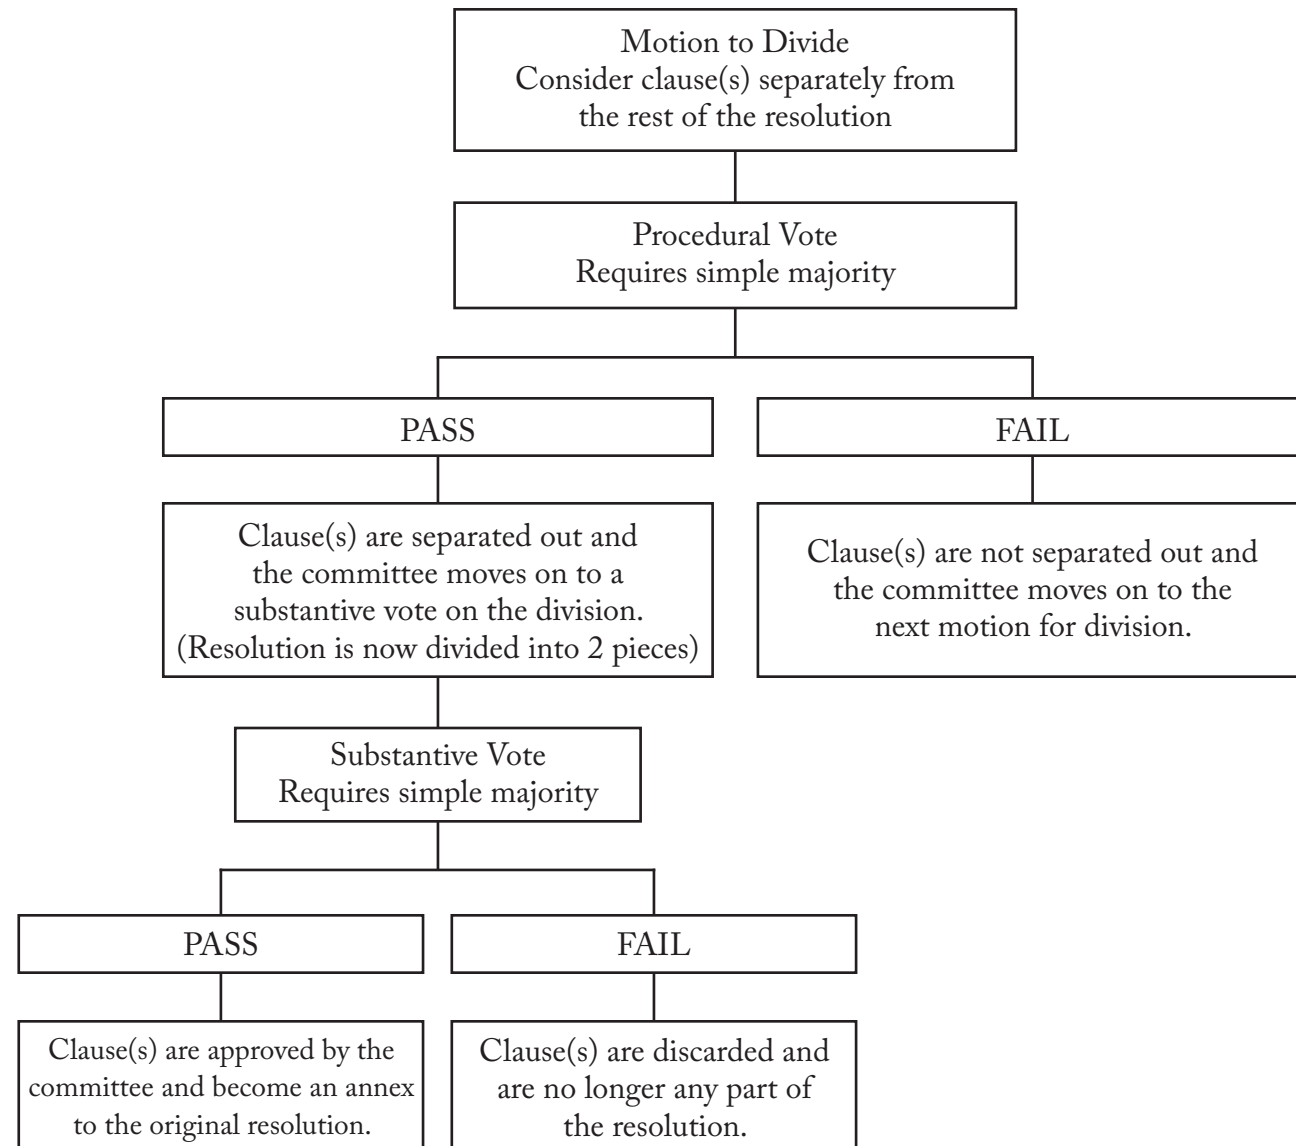 Motion to Divide
Consider clause(s) separately from
the rest of the resolution
Procedural Vote
Requires simple majority
PASS
FAIL
Clause(s) are separated out and
the committee moves on to a
substantive vote on the division.
(Resolution is now divided into 2 pieces)
Clause(s) are not separated out and
the committee moves on to the
next motion for division.
Substantive Vote
Requires simple majority
PASS
FAIL
Clause(s) are approved by the
committee and become an annex
to the original resolution.
Clause(s) are discarded and
are no longer any part of
the resolution.